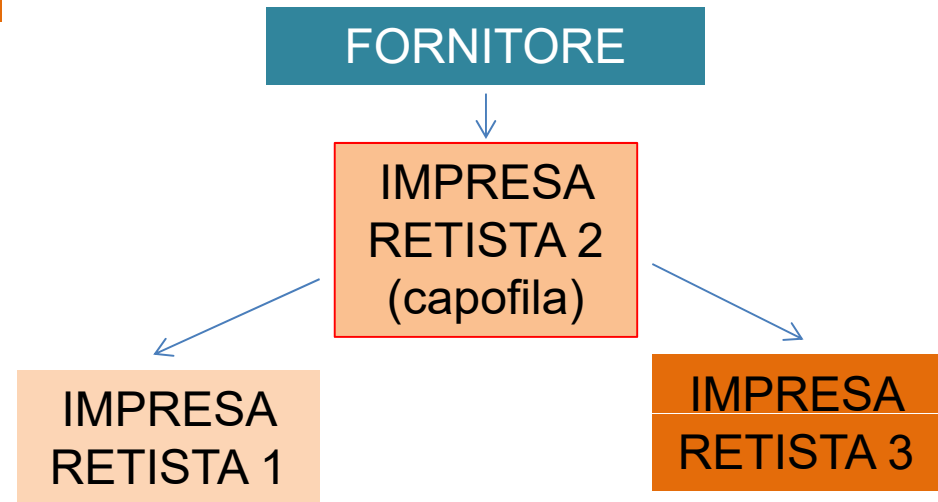 FORNITORE
IMPRESA
RETISTA 2
(capofila)
IMPRESA
RETISTA 1
IMPRESA
RETISTA 3